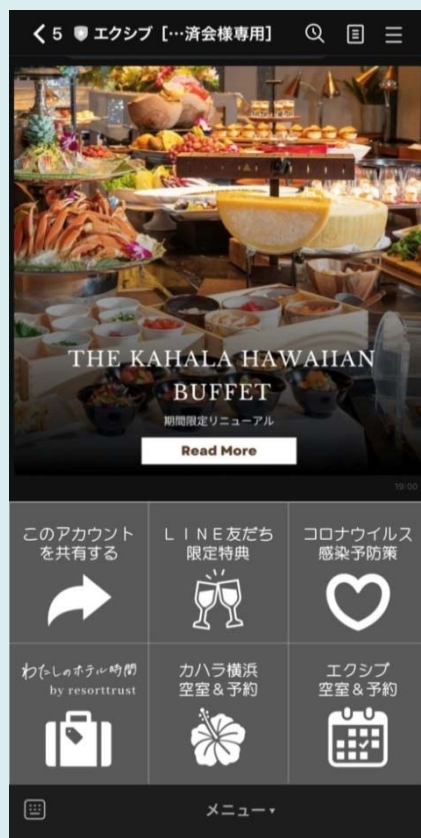 5 エクシブ［…済会様専用］
THE KAHALA HAWAIIAN
BUFFET
期間限定リニューアル
Read More
19:00
このアカウント
を共有する
ＬＩＮＥ友だち
限定特典
コロナウイルス
感染予防策
わたしのホテル時間
by resorttrust
カハラ横浜
空室＆予約
エクシブ
空室＆予約
メニュー▾